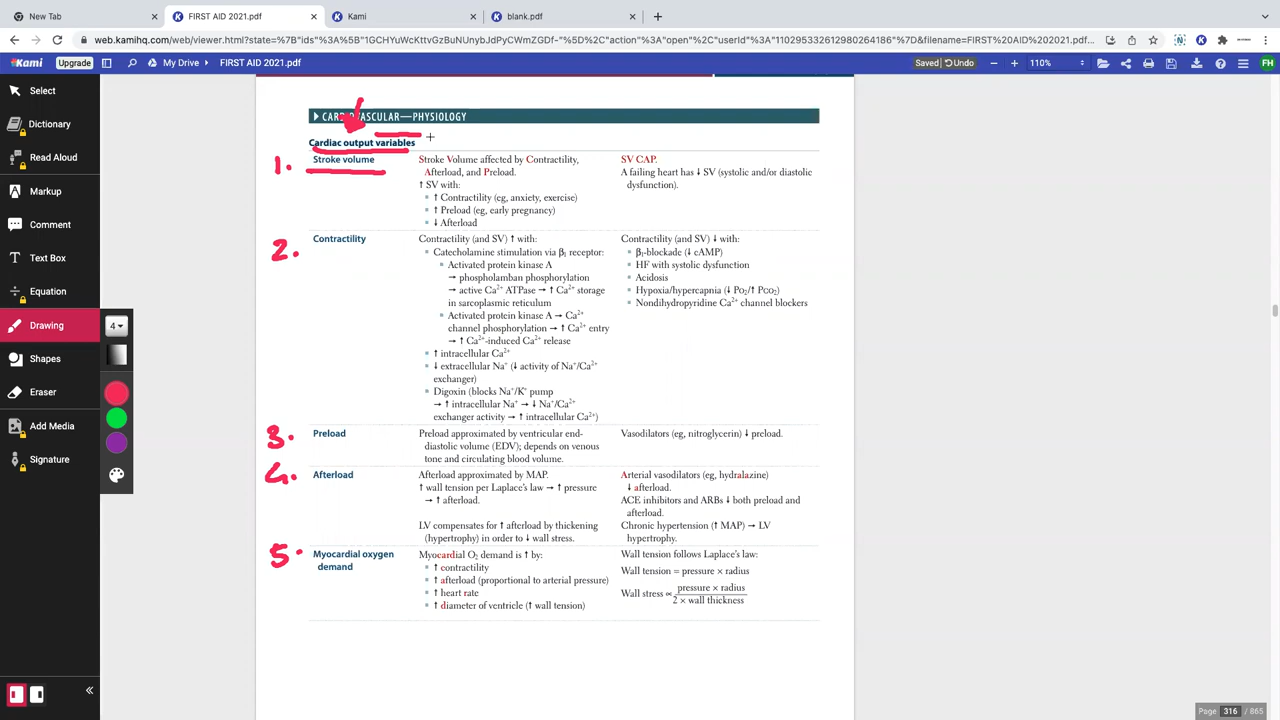 New Tab
FIRST AID 2021.pdf
Kami
blank.pdf
web.kamihq.com/web/viewer.html?state=%7B"ids"%3A%5B"1GCHYuWcKttvGzBuNUnybJdPyCWmZGDf-"%5D%2C"action"%3A"open"%2C"userId"%3A"110295332612980264186"%7D&filename=FIRST%20AID%202021.pdf...
Kami
Upgrade
My Drive
FIRST AID 2021.pdf
Saved
Undo
110%
FH
Select
Dictionary
Read Aloud
Markup
Comment
Text Box
Equation
Drawing
Shapes
Eraser
Add Media
Signature
4
CARDIOVASCULAR—PHYSIOLOGY
Cardiac output variables
1. Stroke volume
Stroke Volume affected by Contractility,
Afterload, and Preload.
↑ SV with:
↑ Contractility (eg, anxiety, exercise)
↑ Preload (eg, early pregnancy)
↓ Afterload
SV CAP.
A failing heart has ↓ SV (systolic and/or diastolic
dysfunction).
2. Contractility
Contractility (and SV) ↑ with:
Catecholamine stimulation via β1 receptor:
Activated protein kinase A
→ phospholamban phosphorylation
→ active Ca2+ ATPase → ↑ Ca2+ storage
in sarcoplasmic reticulum
Activated protein kinase A → Ca2+
channel phosphorylation → ↑ Ca2+ entry
→ ↑ Ca2+-induced Ca2+ release
↑ intracellular Ca2+
↓ extracellular Na+ (↓ activity of Na+/Ca2+
exchanger)
Digoxin (blocks Na+/K+ pump
→ ↑ intracellular Na+ → ↓ Na+/Ca2+
exchanger activity → ↑ intracellular Ca2+)
Contractility (and SV) ↓ with:
β1-blockade (↓ cAMP)
HF with systolic dysfunction
Acidosis
Hypoxia/hypercapnia (↓ PO2/↑ PCO2)
Nondihydropyridine Ca2+ channel blockers
3. Preload
Preload approximated by ventricular end-
diastolic volume (EDV); depends on venous
tone and circulating blood volume.
Vasodilators (eg, nitroglycerin) ↓ preload.
4. Afterload
Afterload approximated by MAP.
↑ wall tension per Laplace's law → ↑ pressure
→ ↑ afterload.
LV compensates for ↑ afterload by thickening
(hypertrophy) in order to ↓ wall stress.
Arterial vasodilators (eg, hydralazine)
↓ afterload.
ACE inhibitors and ARBs ↓ both preload and
afterload.
Chronic hypertension (↑ MAP) → LV
hypertrophy.
5. Myocardial oxygen
demand
Myocardial O2 demand is ↑ by:
↑ contractility
↑ afterload (proportional to arterial pressure)
↑ heart rate
↑ diameter of ventricle (↑ wall tension)
Wall tension follows Laplace's law:
Wall tension = pressure × radius
Wall stress ∝ pressure × radius
2 × wall thickness
Page 316 / 865